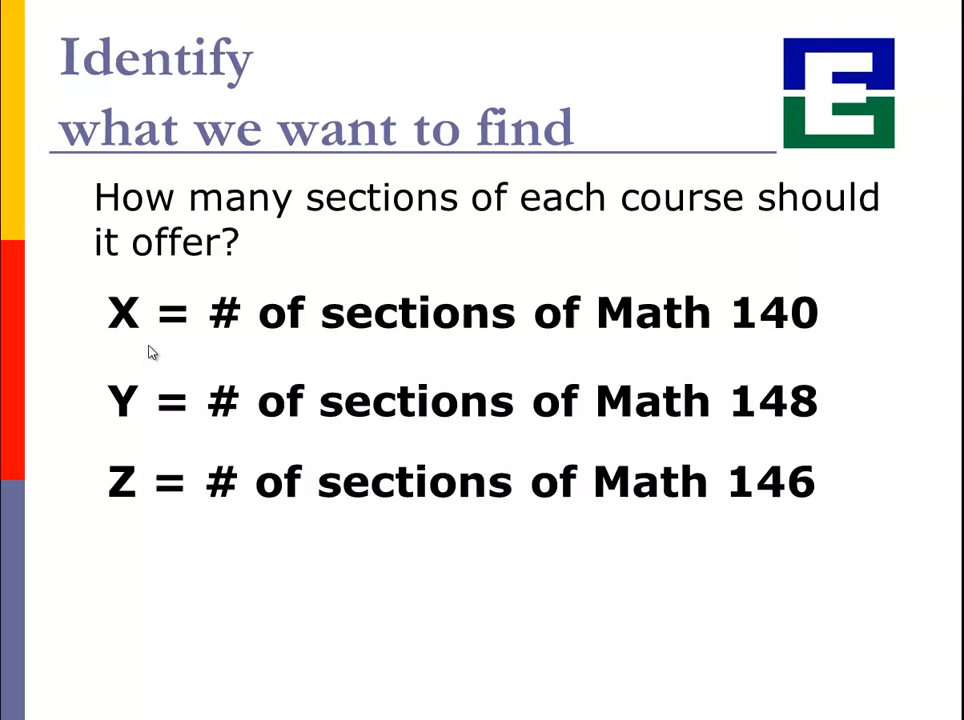 Identify
what we want to find
E
How many sections of each course should
it offer?
X = # of sections of Math 140
Y = # of sections of Math 148
Z = # of sections of Math 146